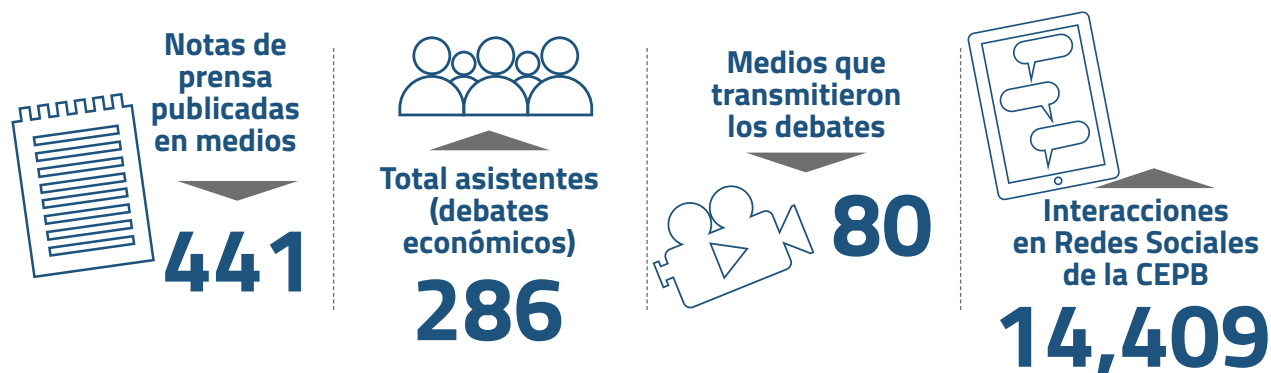 Notas de
prensa
publicadas
en medios
441
Total asistentes
(debates
económicos)
286
Medios que
transmitieron
los debates
80
Interacciones
en Redes Sociales
de la CEPB
14,409